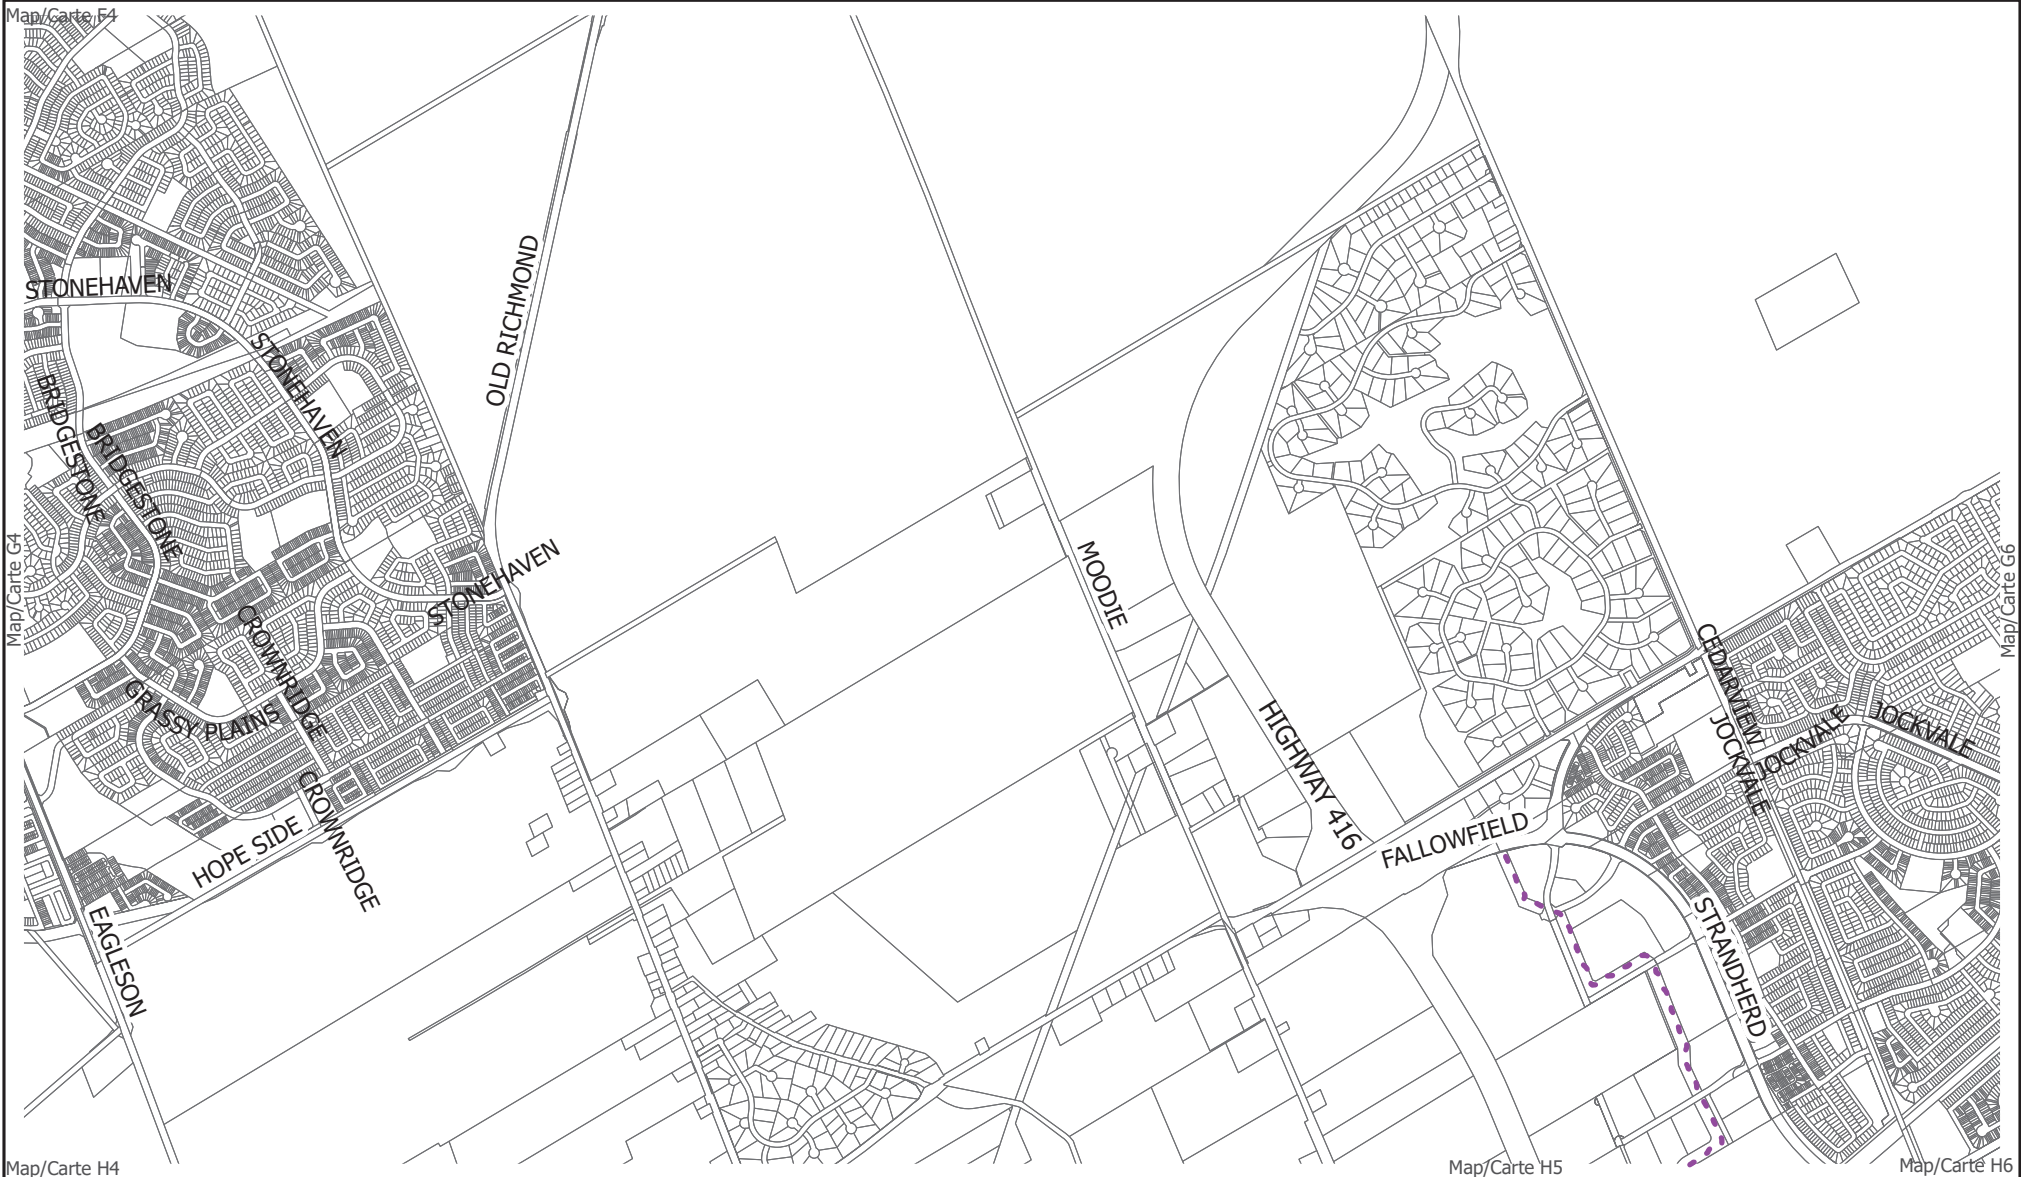 Map/Carte F4
STONEHAVEN
OLD RICHMOND
STONEHAVEN
BRIDGESTONE
BRIDGESTONE
Map/Carte G4
STONEHAVEN
MOODIE
Map/Carte G6
CROWNRIDGE
CEDARVIEW
GRASSY PLAINS
HIGHWAY 416
JOCKVALE
JOCKVALE
JOCKVALE
CROWNRIDGE
HOPE SIDE
FALLOWFIELD
EAGLESON
STRANDHERD
Map/Carte H4
Map/Carte H5
Map/Carte H6